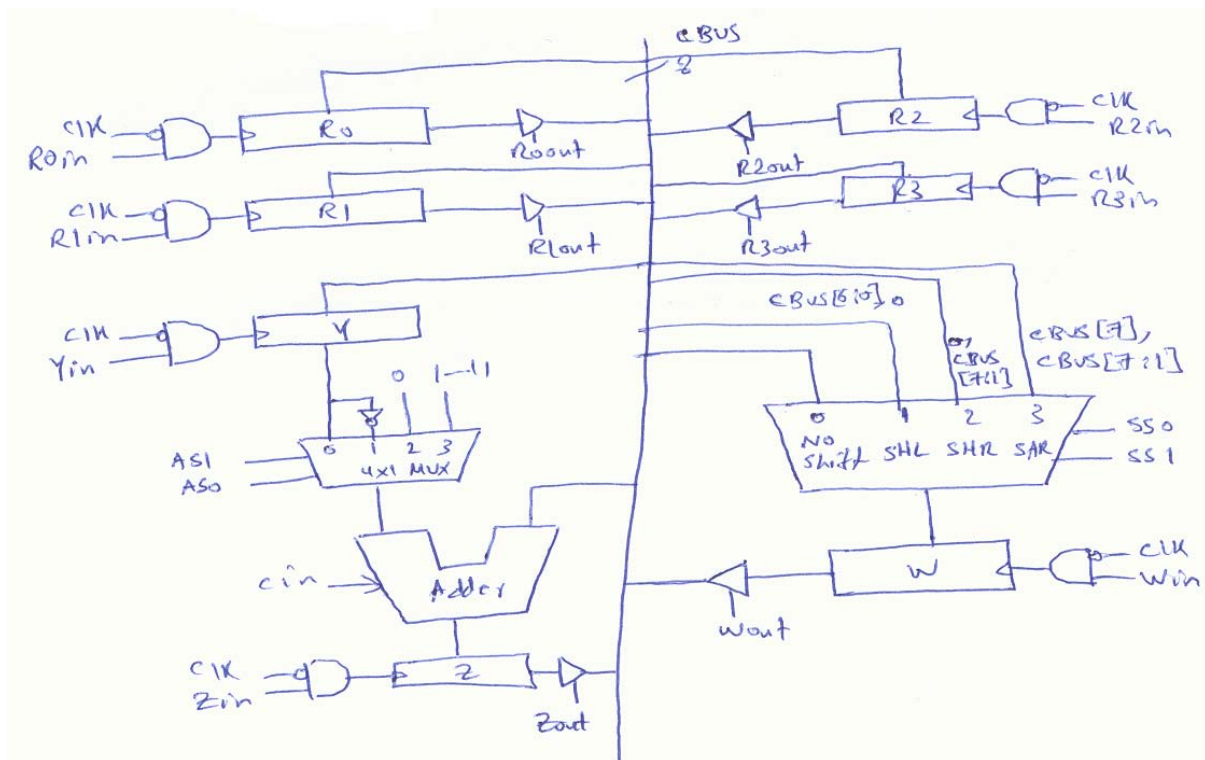 CBUS
8
ClK
R0in
R0
R0out
R2out
R2
ClK
R2in
ClK
R1in
R1
R1out
R3out
R3
ClK
R3in
ClK
Yin
Y
CBUS[6:0], 0
0,
CBUS
[7:1]
CBUS[7],
CBUS[7:1]
0 1---11
0 1 2 3
4x1 MUX
AS1
AS0
0 1 2 3
NO
Shift SHL SHR SAR
SS0
SS1
Cin
Adder
W
ClK
Win
Wout
ClK
Zin
Z
Zout